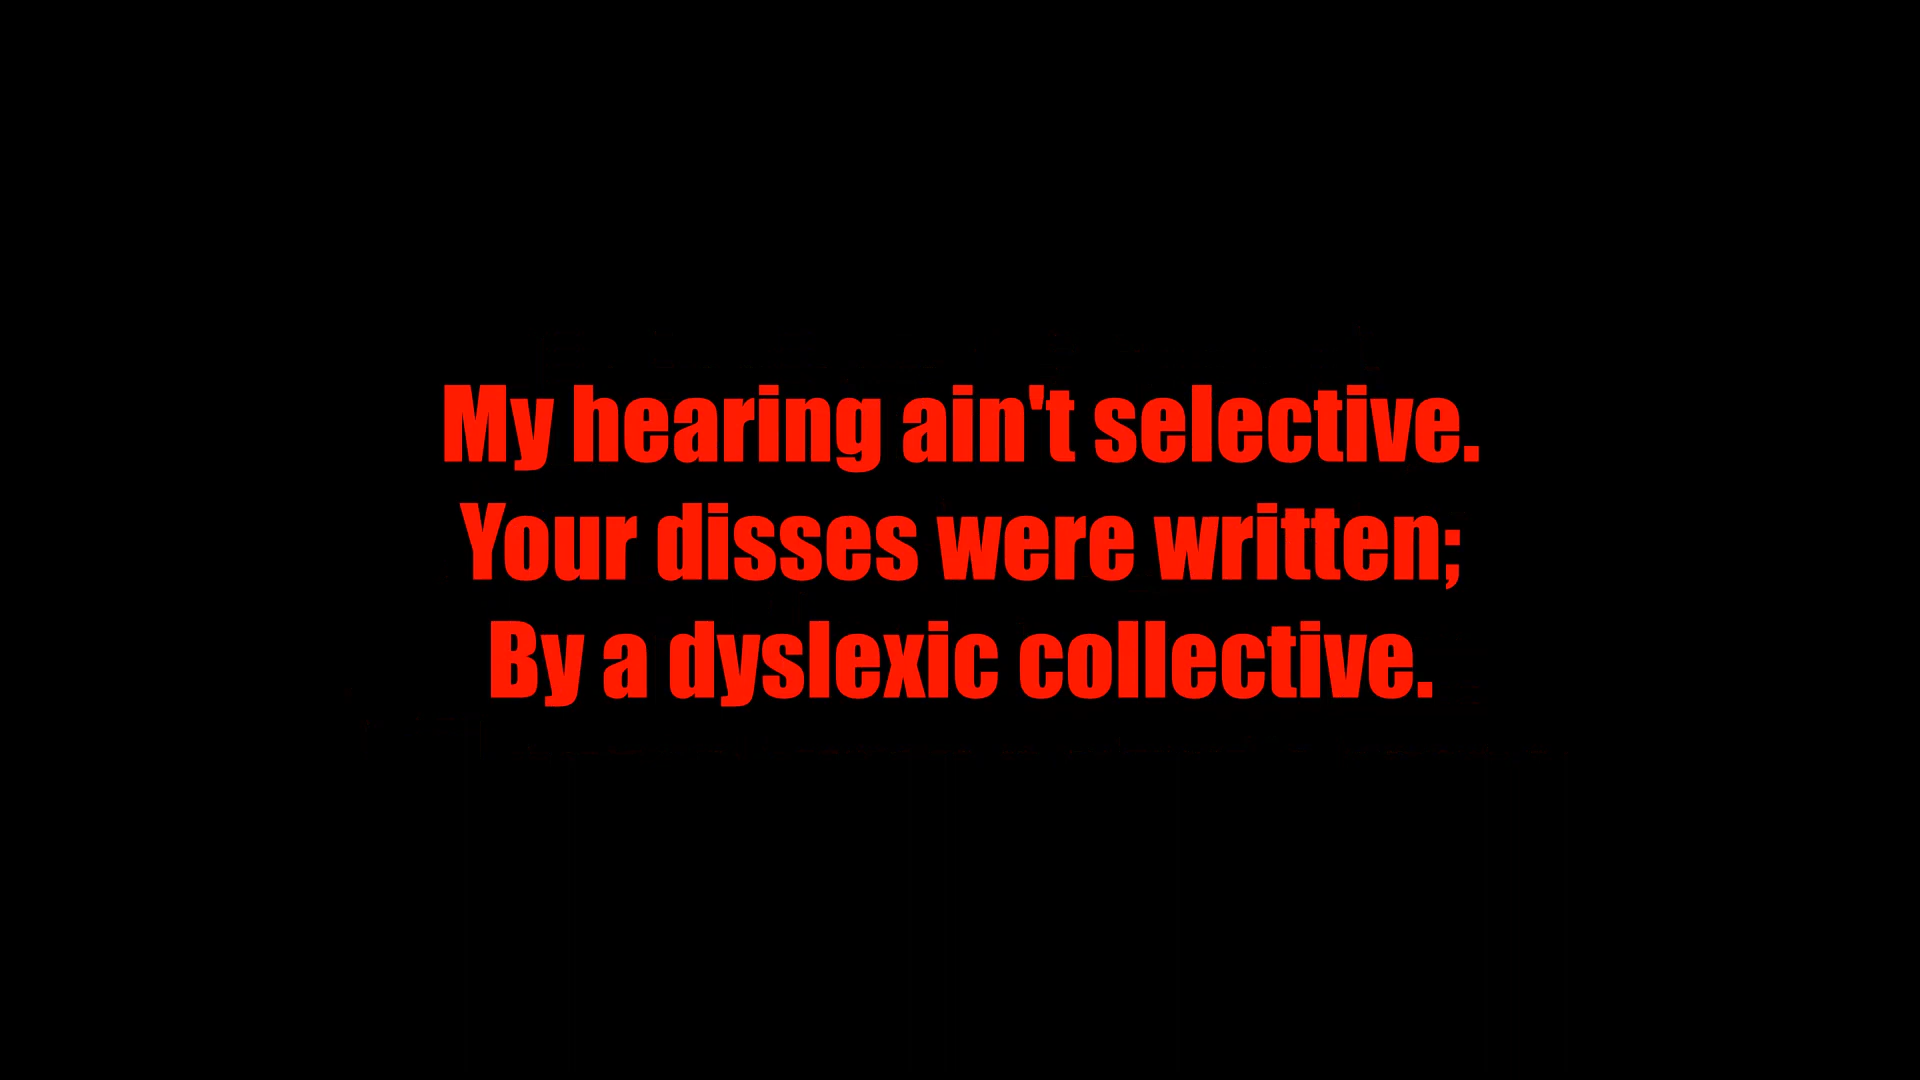 My hearing ain't selective.
Your disses were written;
By a dyslexic collective.